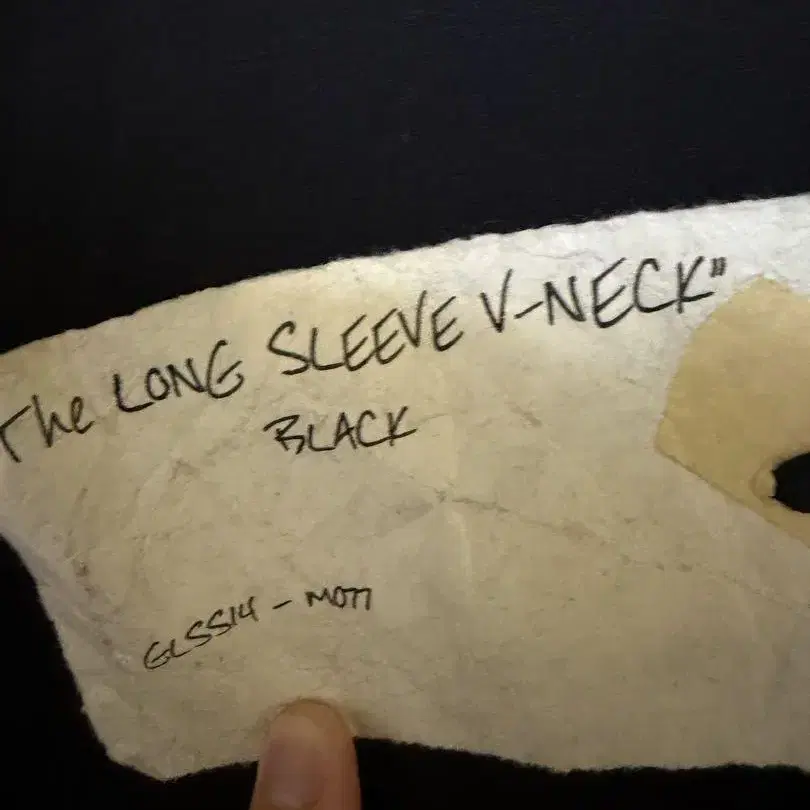 The LONG SLEEVE V-NECK"
BLACK
GLSS14 - M077